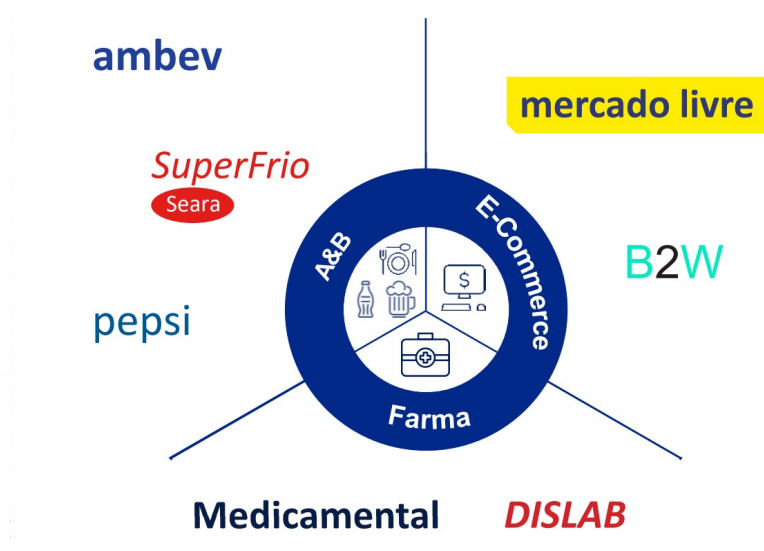 ambev
mercado livre
SuperFrio
Seara
A&B
E-Commerce
$
B2W
pepsi
Farma
Medicamental
DISLAB